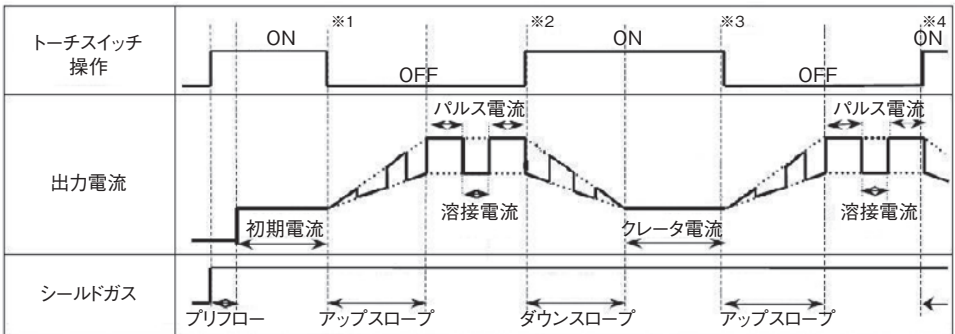 ※1
※2
※3
※4
トーチスイッチ
操作
ON
OFF
ON
OFF
ON
出力電流
パルス電流
パルス電流
初期電流
溶接電流
クレータ電流
溶接電流
シールドガス
プリフロー
アップスロープ
ダウンスロープ
アップスロープ